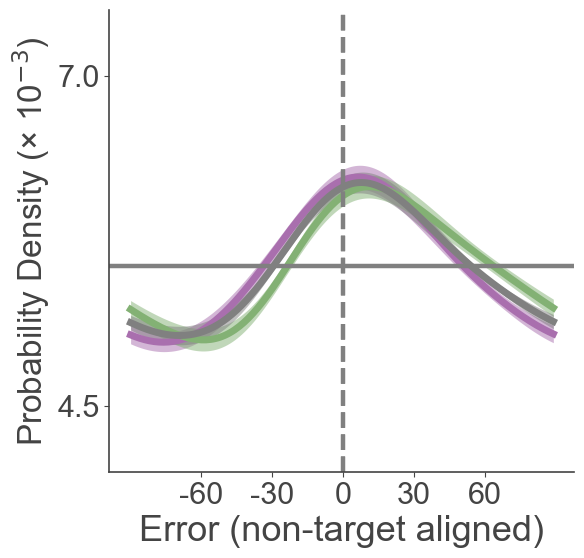 Probability Density (× 10⁻³)
7.0
4.5
-60 -30 0 30 60
Error (non-target aligned)